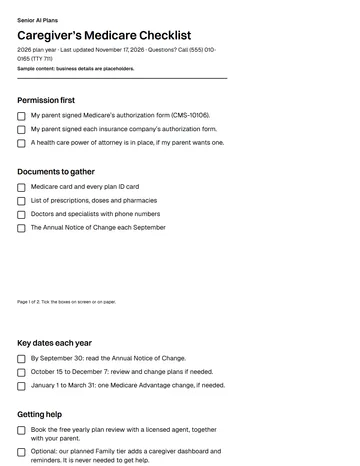 Senior AI Plans
Caregiver's Medicare Checklist
2026 plan year · Last updated November 17, 2026 · Questions? Call (555) 010-
0165 (TTY 711)
Sample content: business details are placeholders.
Permission first
My parent signed Medicare's authorization form (CMS-10106).
My parent signed each insurance company's authorization form.
A health care power of attorney is in place, if my parent wants one.
Documents to gather
Medicare card and every plan ID card
List of prescriptions, doses and pharmacies
Doctors and specialists with phone numbers
The Annual Notice of Change each September
Page 1 of 2. Tick the boxes on screen or on paper.
Key dates each year
By September 30: read the Annual Notice of Change.
October 15 to December 7: review and change plans if needed.
January 1 to March 31: one Medicare Advantage change, if needed.
Getting help
Book the free yearly plan review with a licensed agent, together
with your parent.
Optional: our planned Family tier adds a caregiver dashboard and
reminders. It is never needed to get help.